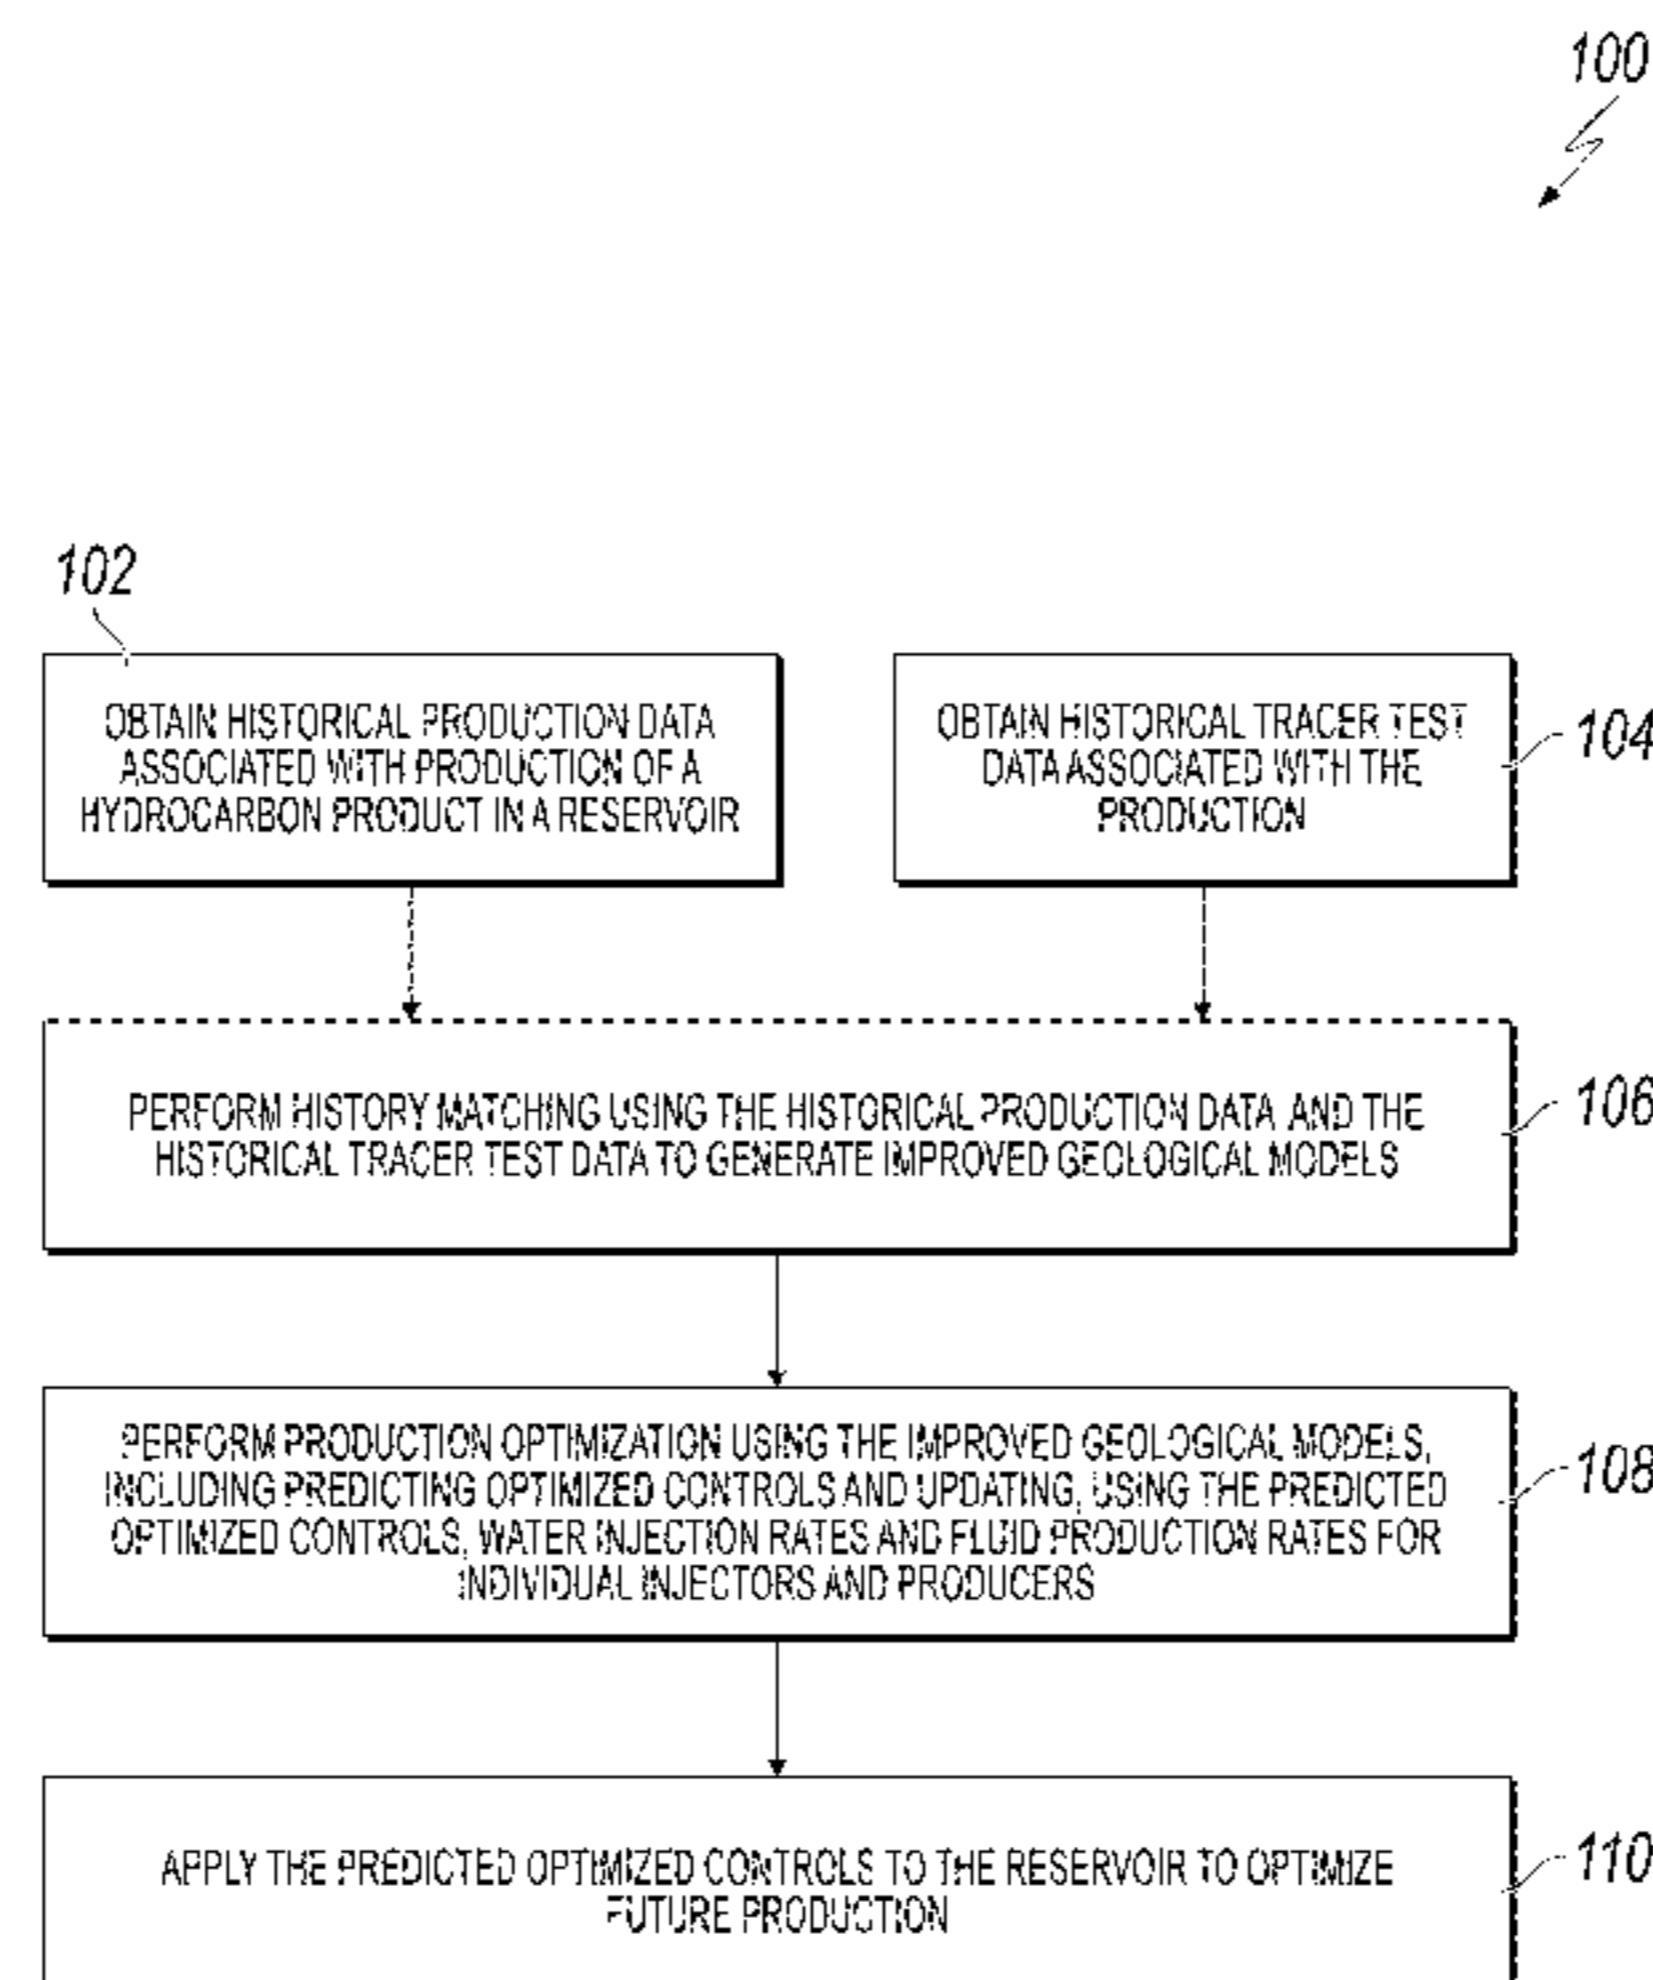 100
102
OBTAIN HISTORICAL PRODUCTION DATA
ASSOCIATED WITH PRODUCTION OF A
HYDROCARBON PRODUCT IN A RESERVOIR
OBTAIN HISTORICAL TRACER TEST
DATA ASSOCIATED WITH THE
PRODUCTION
104
PERFORM HISTORY MATCHING USING THE HISTORICAL PRODUCTION DATA AND THE
HISTORICAL TRACER TEST DATA TO GENERATE IMPROVED GEOLOGICAL MODELS
106
PERFORM PRODUCTION OPTIMIZATION USING THE IMPROVED GEOLOGICAL MODELS,
INCLUDING PREDICTING OPTIMIZED CONTROLS AND UPDATING, USING THE PREDICTED
OPTIMIZED CONTROLS, WATER INJECTION RATES AND FLUID PRODUCTION RATES FOR
INDIVIDUAL INJECTORS AND PRODUCERS
108
APPLY THE PREDICTED OPTIMIZED CONTROLS TO THE RESERVOIR TO OPTIMIZE
FUTURE PRODUCTION
110